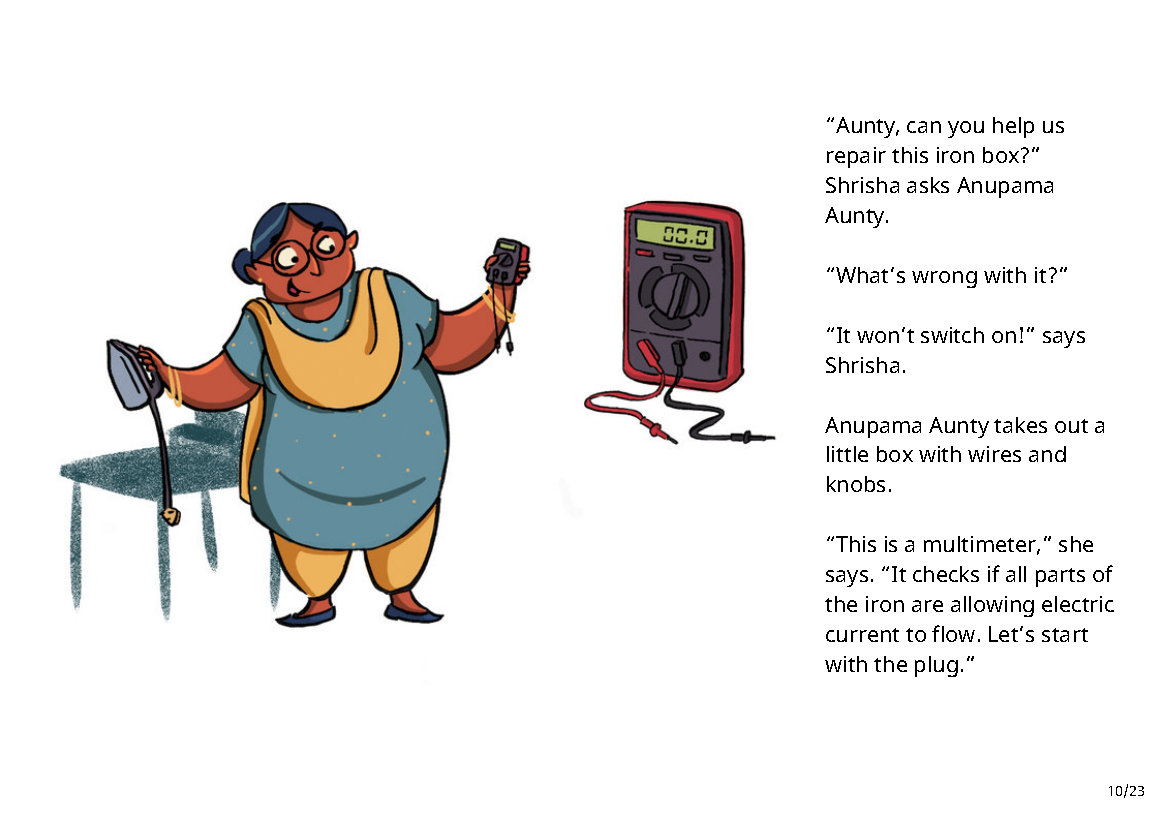 00.0
“Aunty, can you help us
repair this iron box?”
Shrisha asks Anupama
Aunty.
“What’s wrong with it?”
“It won’t switch on!” says
Shrisha.
Anupama Aunty takes out a
little box with wires and
knobs.
“This is a multimeter,” she
says. “It checks if all parts of
the iron are allowing electric
current to flow. Let’s start
with the plug.”
10/23